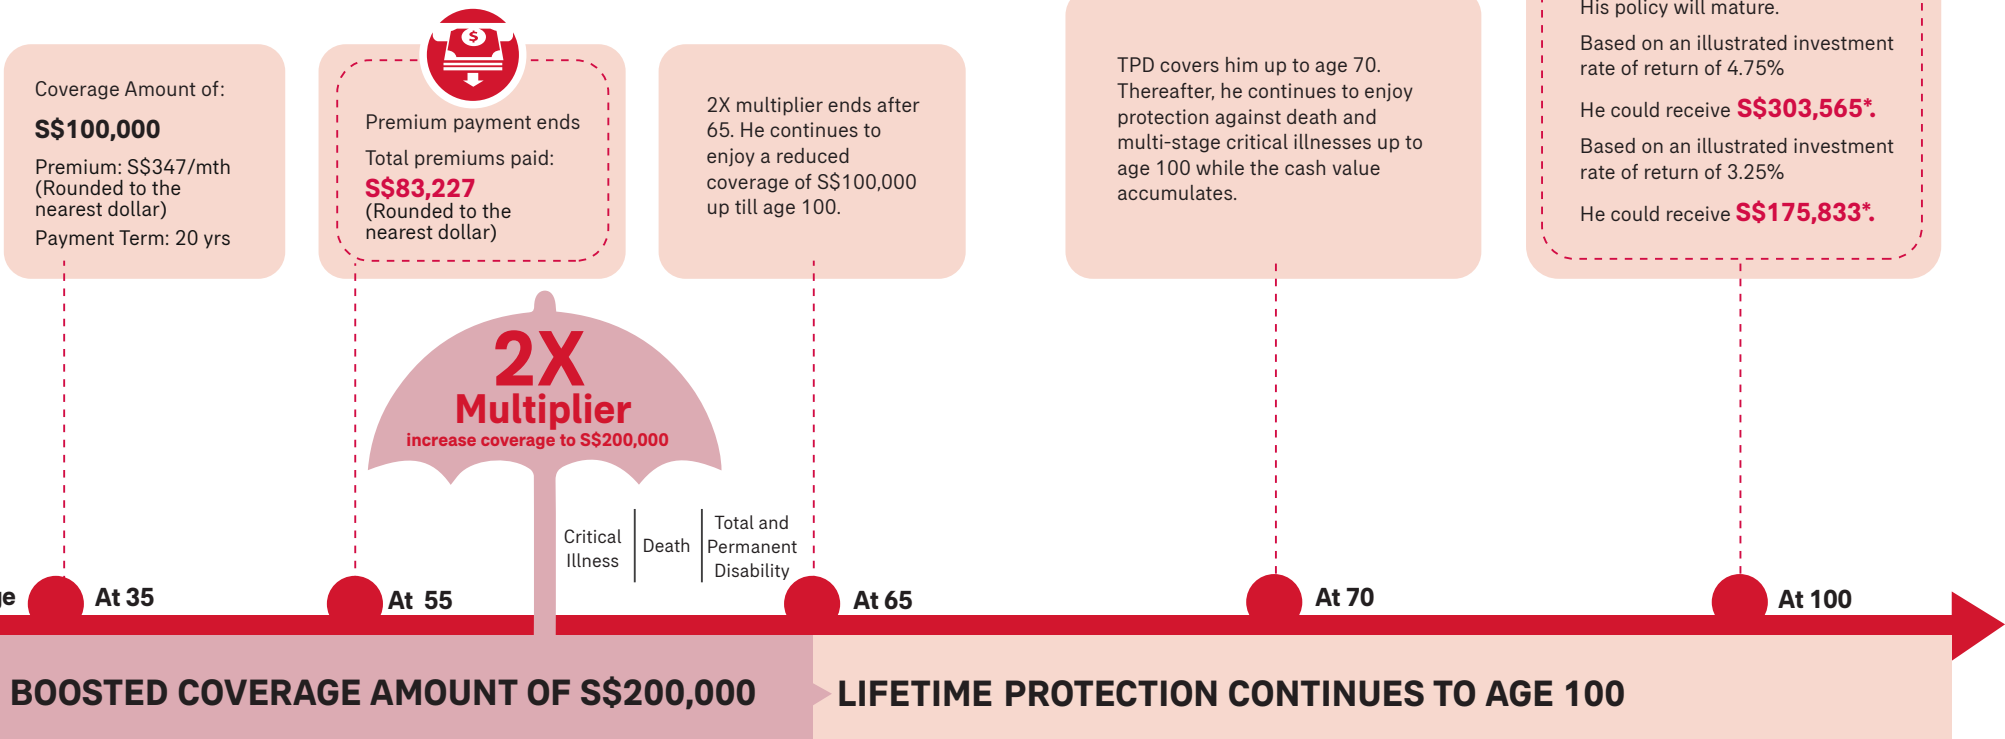 Coverage Amount of:
S$100,000
Premium: S$347/mth
(Rounded to the
nearest dollar)
Payment Term: 20 yrs
$
Premium payment ends
Total premiums paid:
S$83,227
(Rounded to the
nearest dollar)
2X multiplier ends after
65. He continues to
enjoy a reduced
coverage of S$100,000
up till age 100.
TPD covers him up to age 70.
Thereafter, he continues to enjoy
protection against death and
multi-stage critical illnesses up to
age 100 while the cash value
accumulates.
His policy will mature.
Based on an illustrated investment
rate of return of 4.75%
He could receive S$303,565*.
Based on an illustrated investment
rate of return of 3.25%
He could receive S$175,833*.
2X
Multiplier
increase coverage to S$200,000
Critical
Illness
Death
Total and
Permanent
Disability
At 35
At 55
At 65
At 70
At 100
BOOSTED COVERAGE AMOUNT OF S$200,000
LIFETIME PROTECTION CONTINUES TO AGE 100